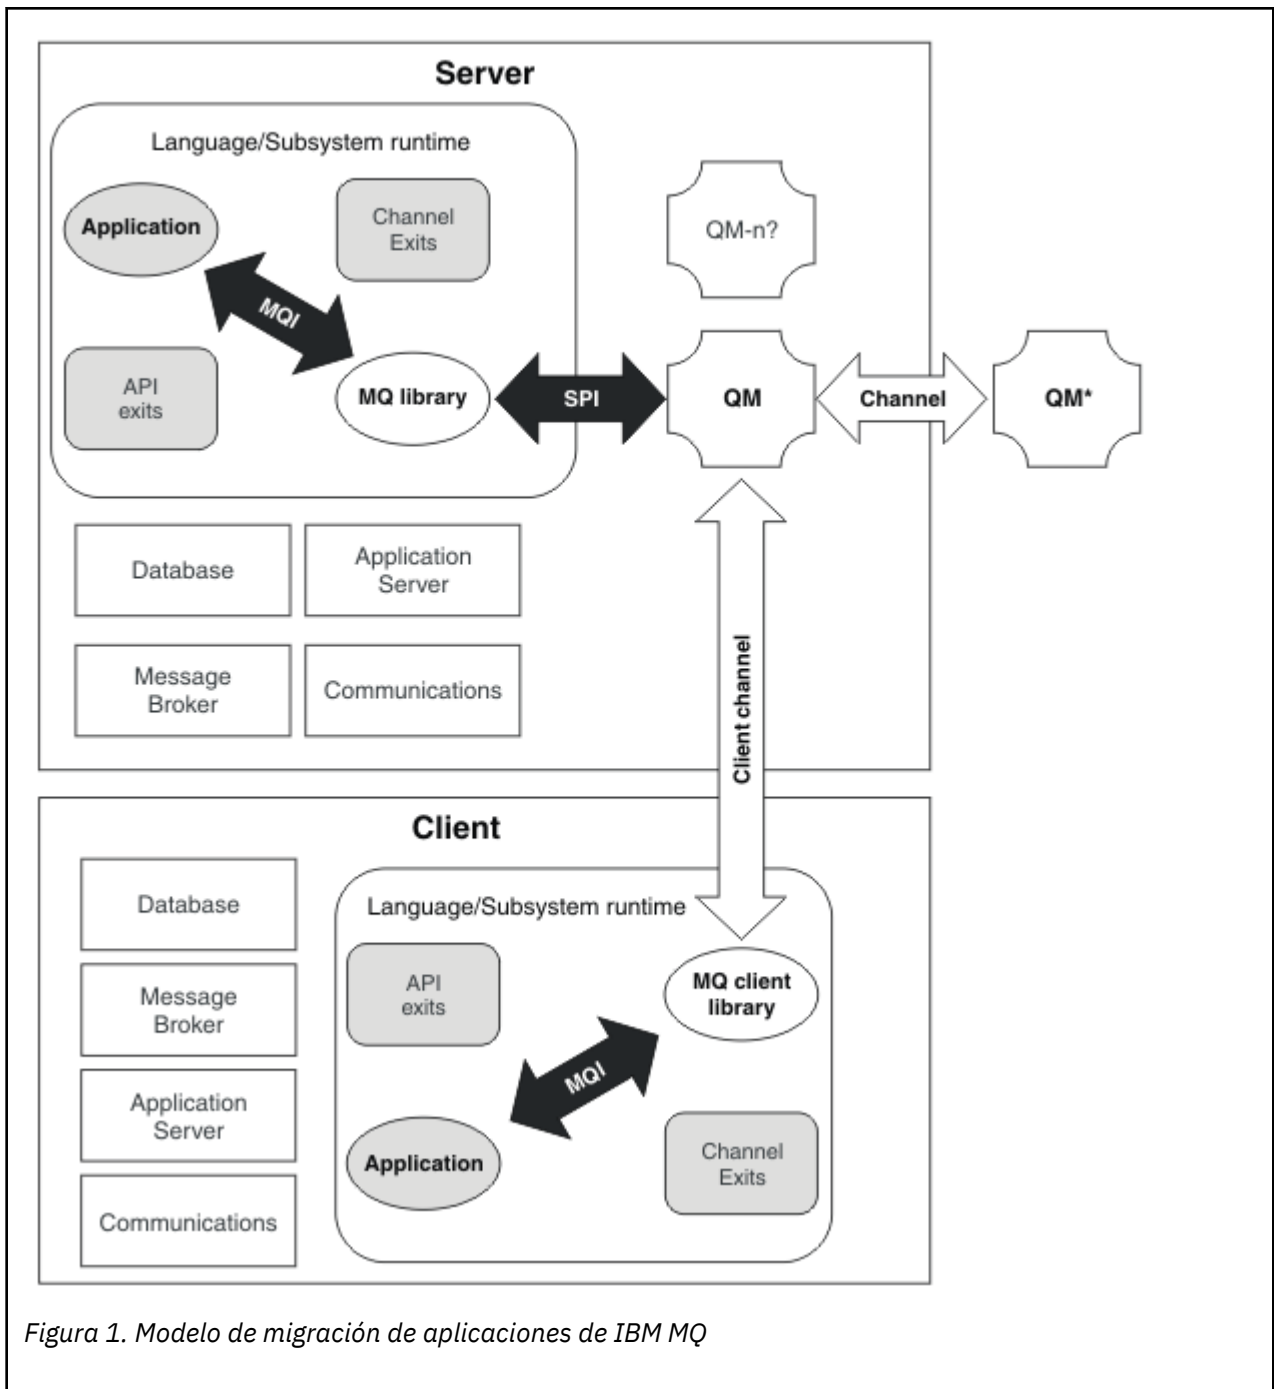 Server
Language/Subsystem runtime
Application
Channel
Exits
MQI
API
exits
MQ library
SPI
QM-n?
QM
Channel
QM*
Database
Application
Server
Message
Broker
Communications
Client channel
Client
Database
Message
Broker
Application
Server
Communications
Language/Subsystem runtime
API
exits
MQ client
library
MQI
Application
Channel
Exits
Figura 1. Modelo de migración de aplicaciones de IBM MQ